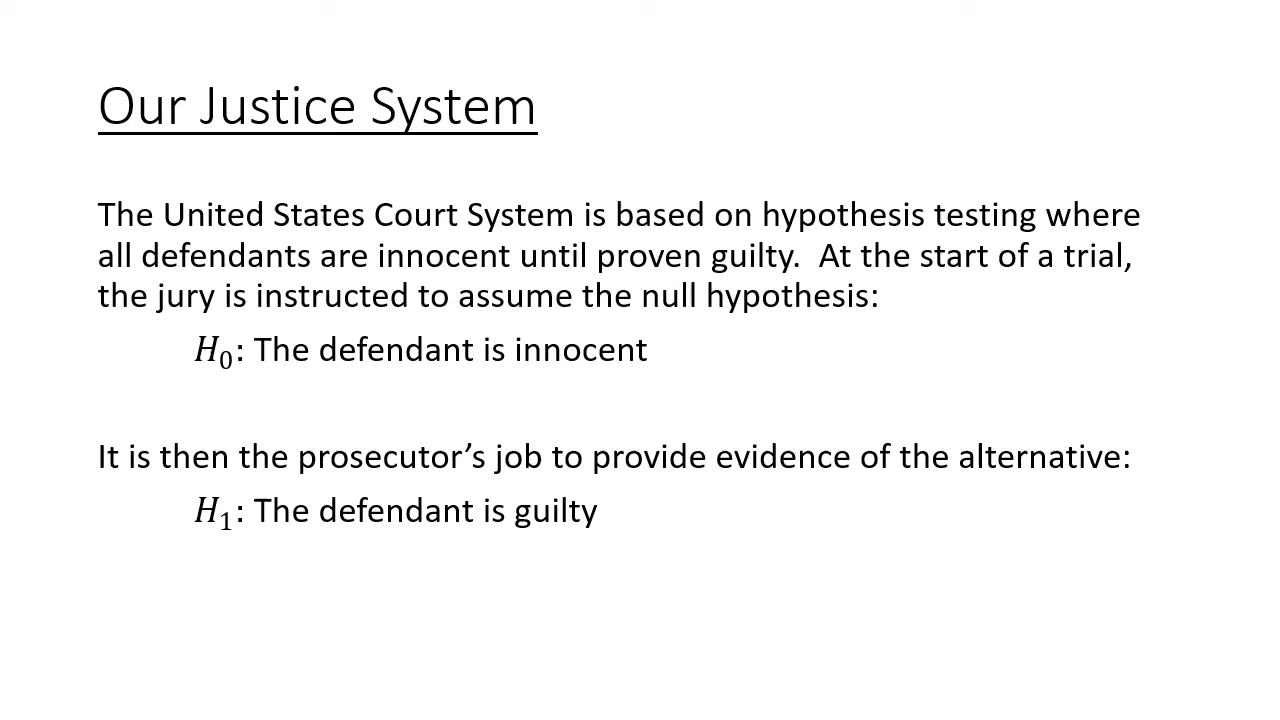 Our Justice System
The United States Court System is based on hypothesis testing where
all defendants are innocent until proven guilty.  At the start of a trial,
the jury is instructed to assume the null hypothesis:
H₀: The defendant is innocent
It is then the prosecutor’s job to provide evidence of the alternative:
H₁: The defendant is guilty